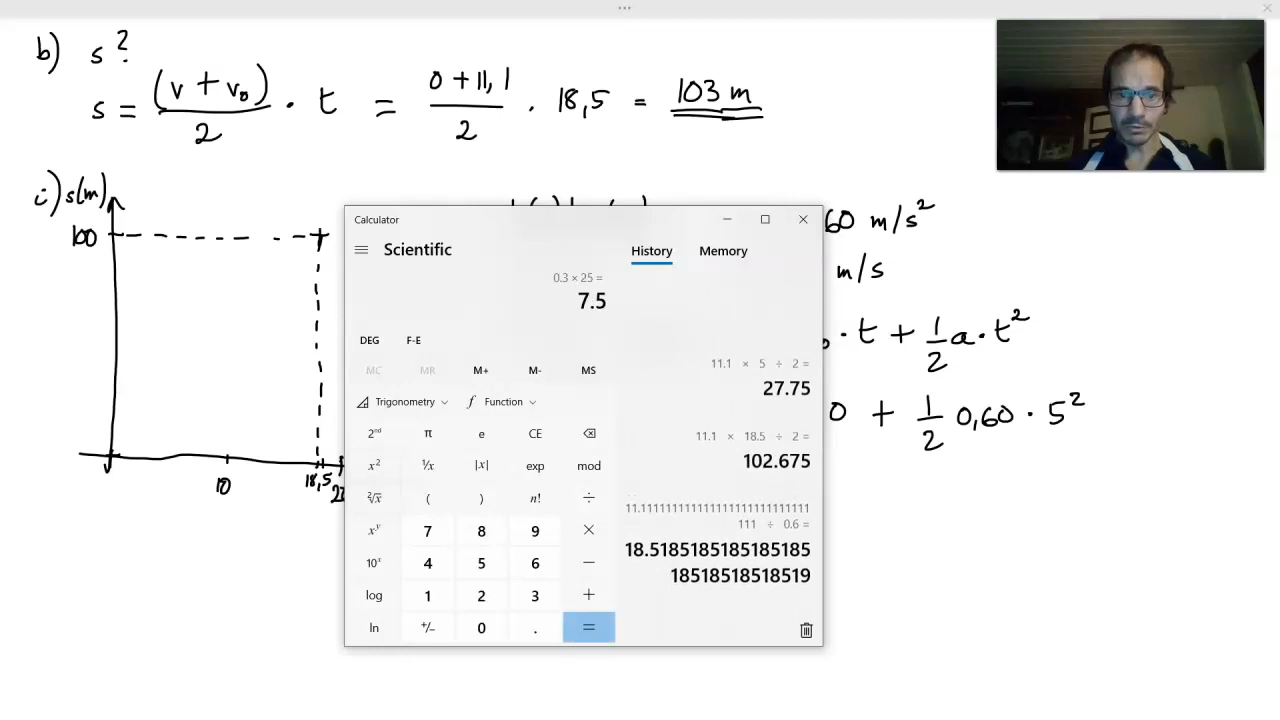 b) s ?
s = (v + v₀)/2 · t = (0 + 11,1)/2 · 18,5 = 103 m
c) s(m)
100
10
18,5
60 m/s²
m/s
· t + 1/2 a · t²
0 + 1/2 0,60 · 5²
Calculator
Scientific
0.3 × 25 =
7.5
DEG F-E
MC MR M+ M- MS
Trigonometry Function
2ⁿᵈ π e CE
x² ¹/x |x| exp mod
²√x ( ) n! ÷
xʸ 7 8 9 ×
10ˣ 4 5 6 −
log 1 2 3 +
ln +/− 0 . =
History Memory
11.1 × 5 ÷ 2 =
27.75
11.1 × 18.5 ÷ 2 =
102.675
11.11111111111111111111111111111
111 ÷ 0.6 =
18.5185185185185185
18518518518519